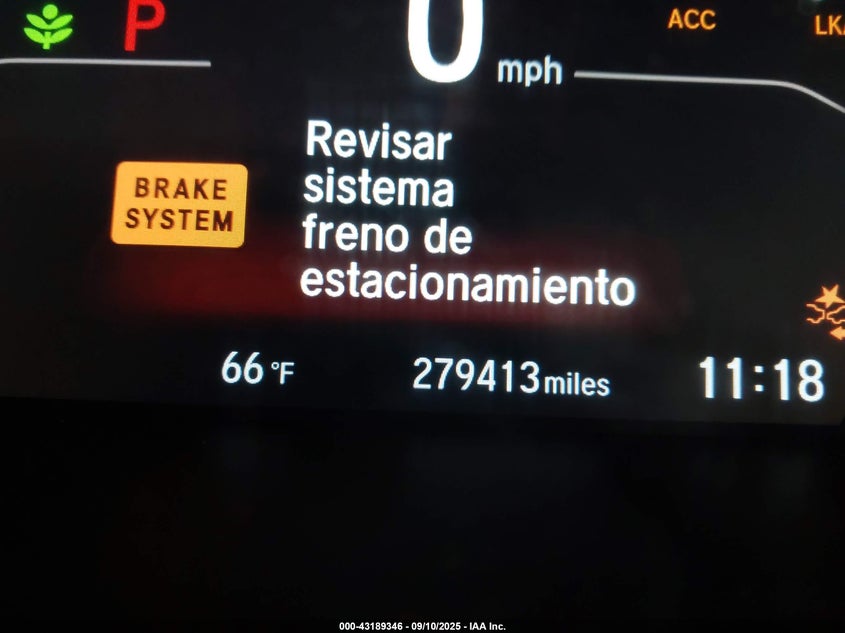 P
0 mph
ACC
BRAKE
SYSTEM
Revisar
sistema
freno de
estacionamiento
66 °F
279413 miles
11:18
000-43189346 - 09/10/2025 - IAA Inc.